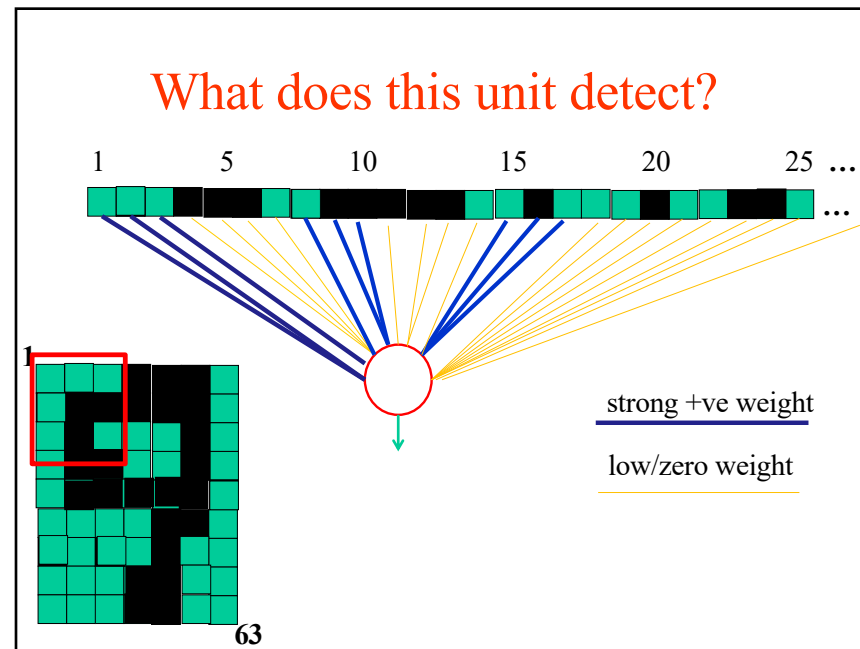 What does this unit detect?
1 5 10 15 20 25 ...
...
1
strong +ve weight
low/zero weight
63